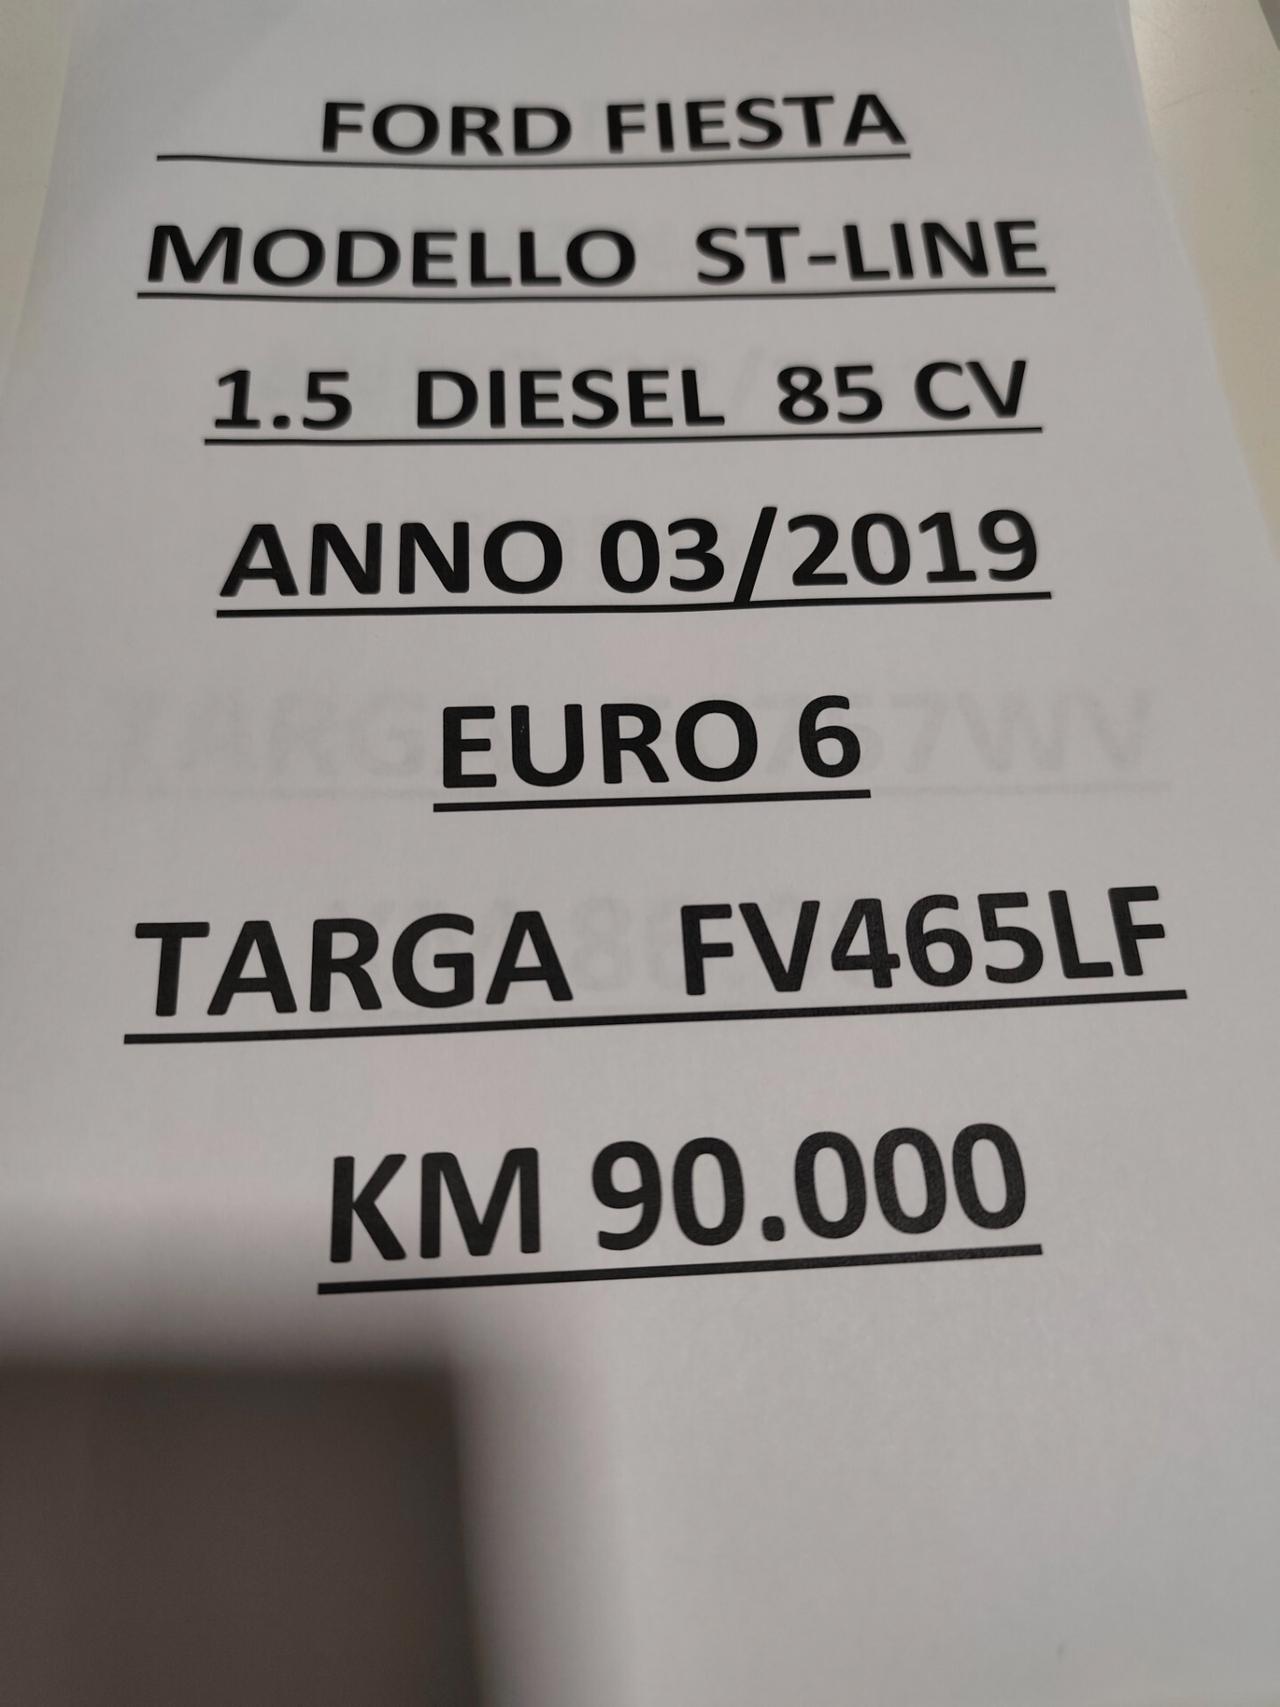 FORD FIESTA
MODELLO ST-LINE
1.5 DIESEL 85 CV
ANNO 03/2019
EURO 6
TARGA FV465LF
KM 90.000